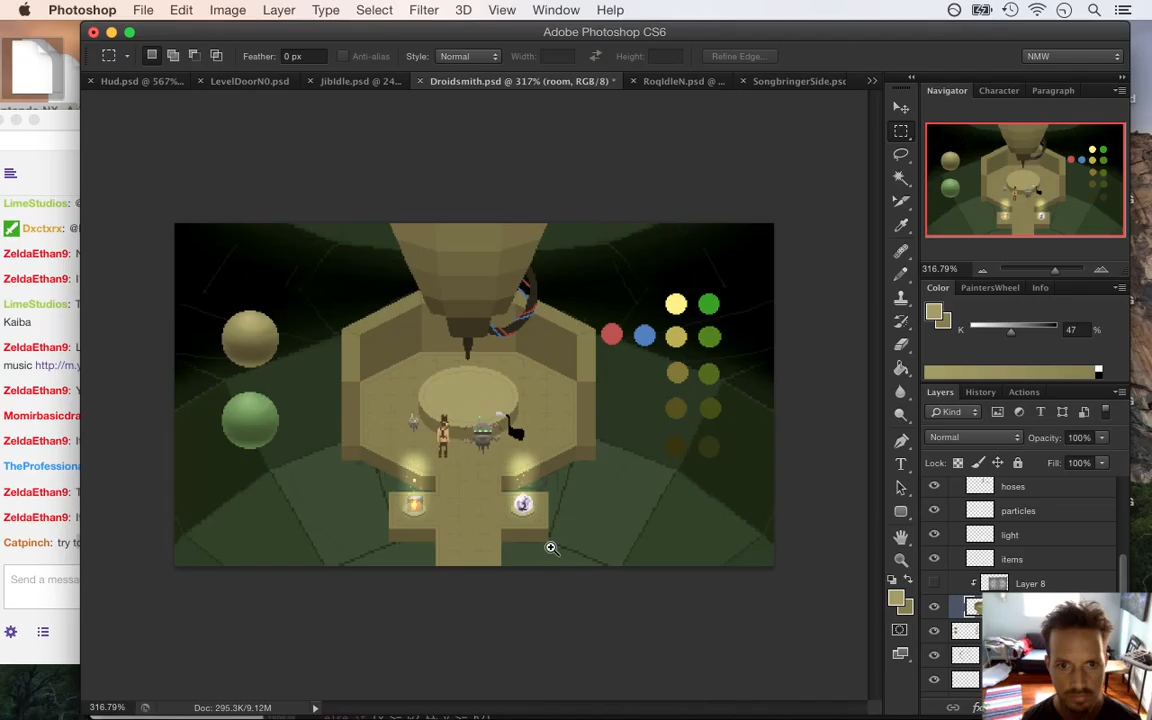 Photoshop File Edit Image Layer Type Select Filter 3D View Window Help
Adobe Photoshop CS6
Feather: 0 px Anti-alias Style: Normal Width: Height: Refine Edge... NMW
Hud.psd @ 567%... LevelDoorN0.psd JibIdle.psd @ 24... Droidsmith.psd @ 317% (room, RGB/8) * RoqIdleN.psd @ ... SongbringerSide.psd
Navigator Character Paragraph
316.79%
Color PaintersWheel Info
K 47 %
Layers History Actions
Kind
Normal Opacity: 100%
Lock: Fill: 100%
hoses
particles
light
items
Layer 8
LimeStudios:
Dxctxrx:
ZeldaEthan9:
ZeldaEthan9:
LimeStudios:
Kaiba
ZeldaEthan9:
music http://m.y
ZeldaEthan9:
Momirbasicdra
ZeldaEthan9:
TheProfessiona
ZeldaEthan9:
ZeldaEthan9:
Catpinch: try to
Send a messa
316.79% Doc: 295.3K/9.12M